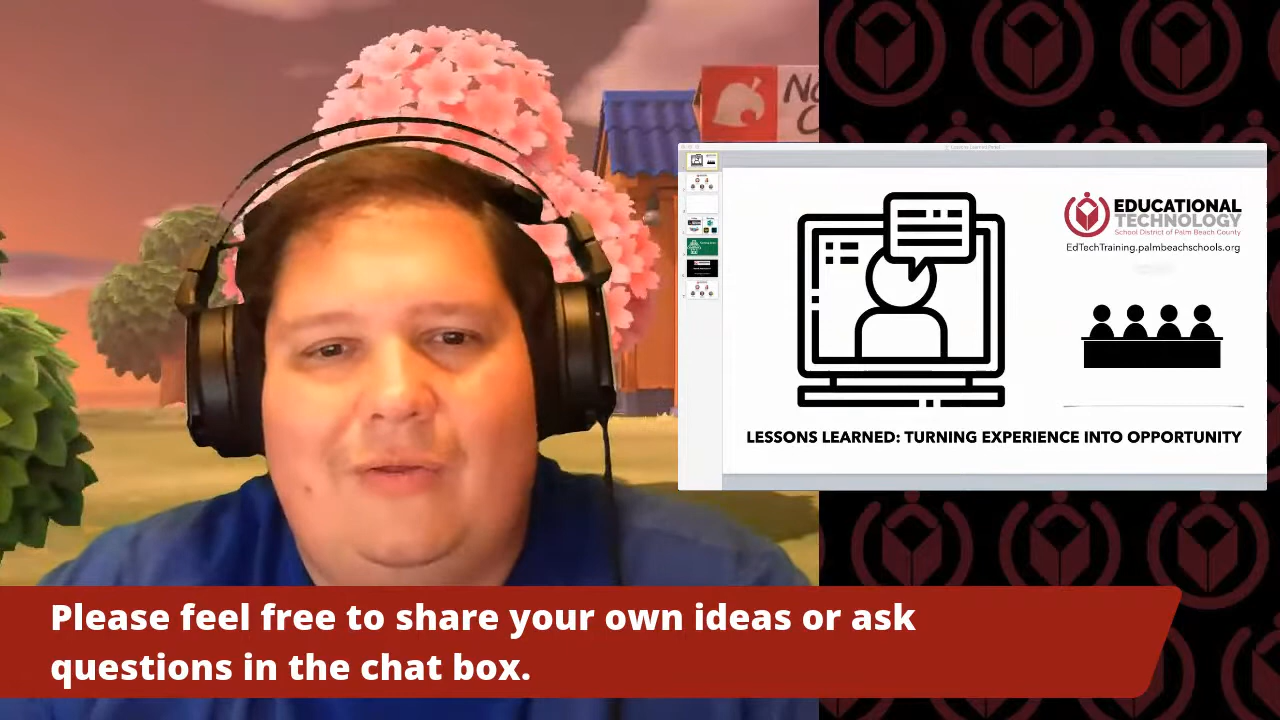 EDUCATIONAL
TECHNOLOGY
School District of Palm Beach County
EdTechTraining.palmbeachschools.org
LESSONS LEARNED: TURNING EXPERIENCE INTO OPPORTUNITY
Please feel free to share your own ideas or ask
questions in the chat box.